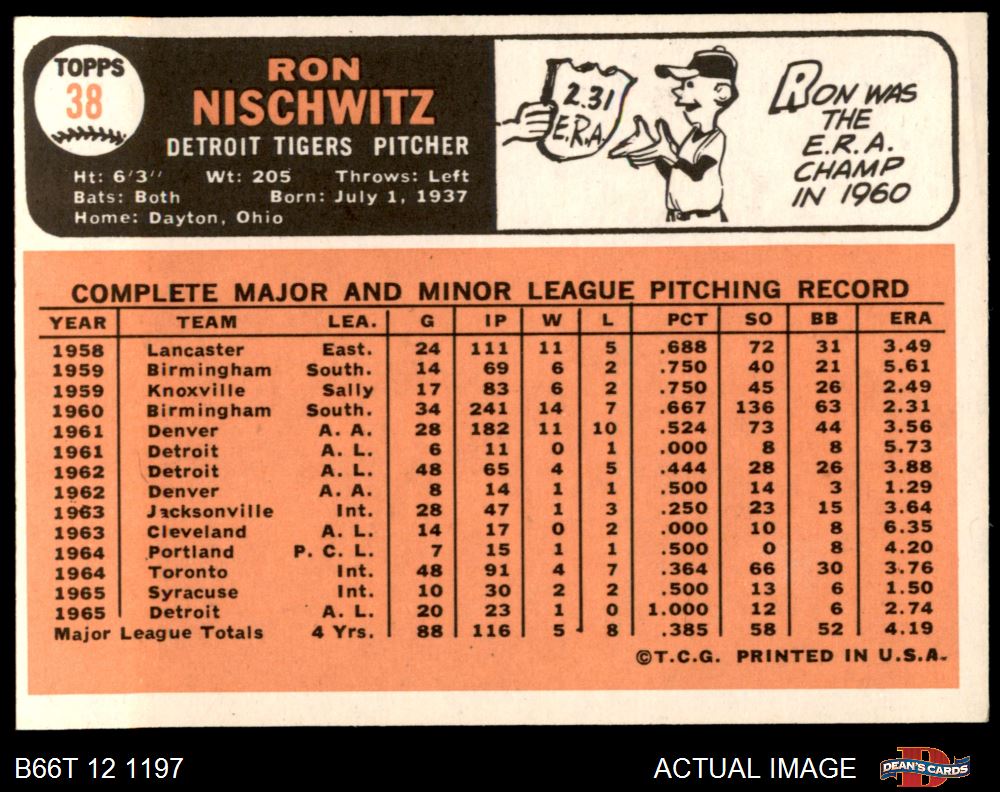 TOPPS
38
RON
NISCHWITZ
DETROIT TIGERS PITCHER
Ht: 6'3" Wt: 205 Throws: Left
Bats: Both Born: July 1, 1937
Home: Dayton, Ohio
2.31
E.R.A.
RON WAS
THE
E.R.A.
CHAMP
IN 1960
COMPLETE MAJOR AND MINOR LEAGUE PITCHING RECORD
YEAR TEAM LEA. G IP W L PCT SO BB ERA
1958 Lancaster East. 24 111 11 5 .688 72 31 3.49
1959 Birmingham South. 14 69 6 2 .750 40 21 5.61
1959 Knoxville Sally 17 83 6 2 .750 45 26 2.49
1960 Birmingham South. 34 241 14 7 .667 136 63 2.31
1961 Denver A. A. 28 182 11 10 .524 73 44 3.56
1961 Detroit A. L. 6 11 0 1 .000 8 8 5.73
1962 Detroit A. L. 48 65 4 5 .444 28 26 3.88
1962 Denver A. A. 8 14 1 1 .500 14 3 1.29
1963 Jacksonville Int. 28 47 1 3 .250 23 15 3.64
1963 Cleveland A. L. 14 17 0 2 .000 10 8 6.35
1964 Portland P. C. L. 7 15 1 1 .500 0 8 4.20
1964 Toronto Int. 48 91 4 7 .364 66 30 3.76
1965 Syracuse Int. 10 30 2 2 .500 13 6 1.50
1965 Detroit A. L. 20 23 1 0 1.000 12 6 2.74
Major League Totals 4 Yrs. 88 116 5 8 .385 58 52 4.19
©T.C.G. PRINTED IN U.S.A.
B66T 12 1197
ACTUAL IMAGE
D
DEAN'S CARDS